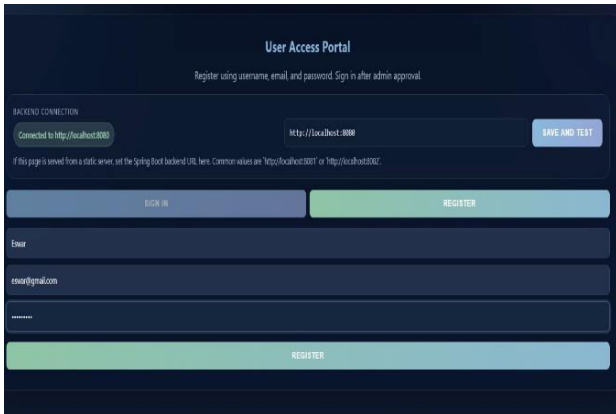 User Access Portal
Register using username, email, and password. Sign in after admin approval.
BACKEND CONNECTION
Connected to http://localhost:8080
http://localhost:8080
SAVE AND TEST
If this page is served from a static server, set the Spring Boot backend URL here. Common values are 'http://localhost:8081' or 'http://localhost:8082'.
SIGN IN
REGISTER
Eswar
eswar@gmail.com
•••••••••
REGISTER